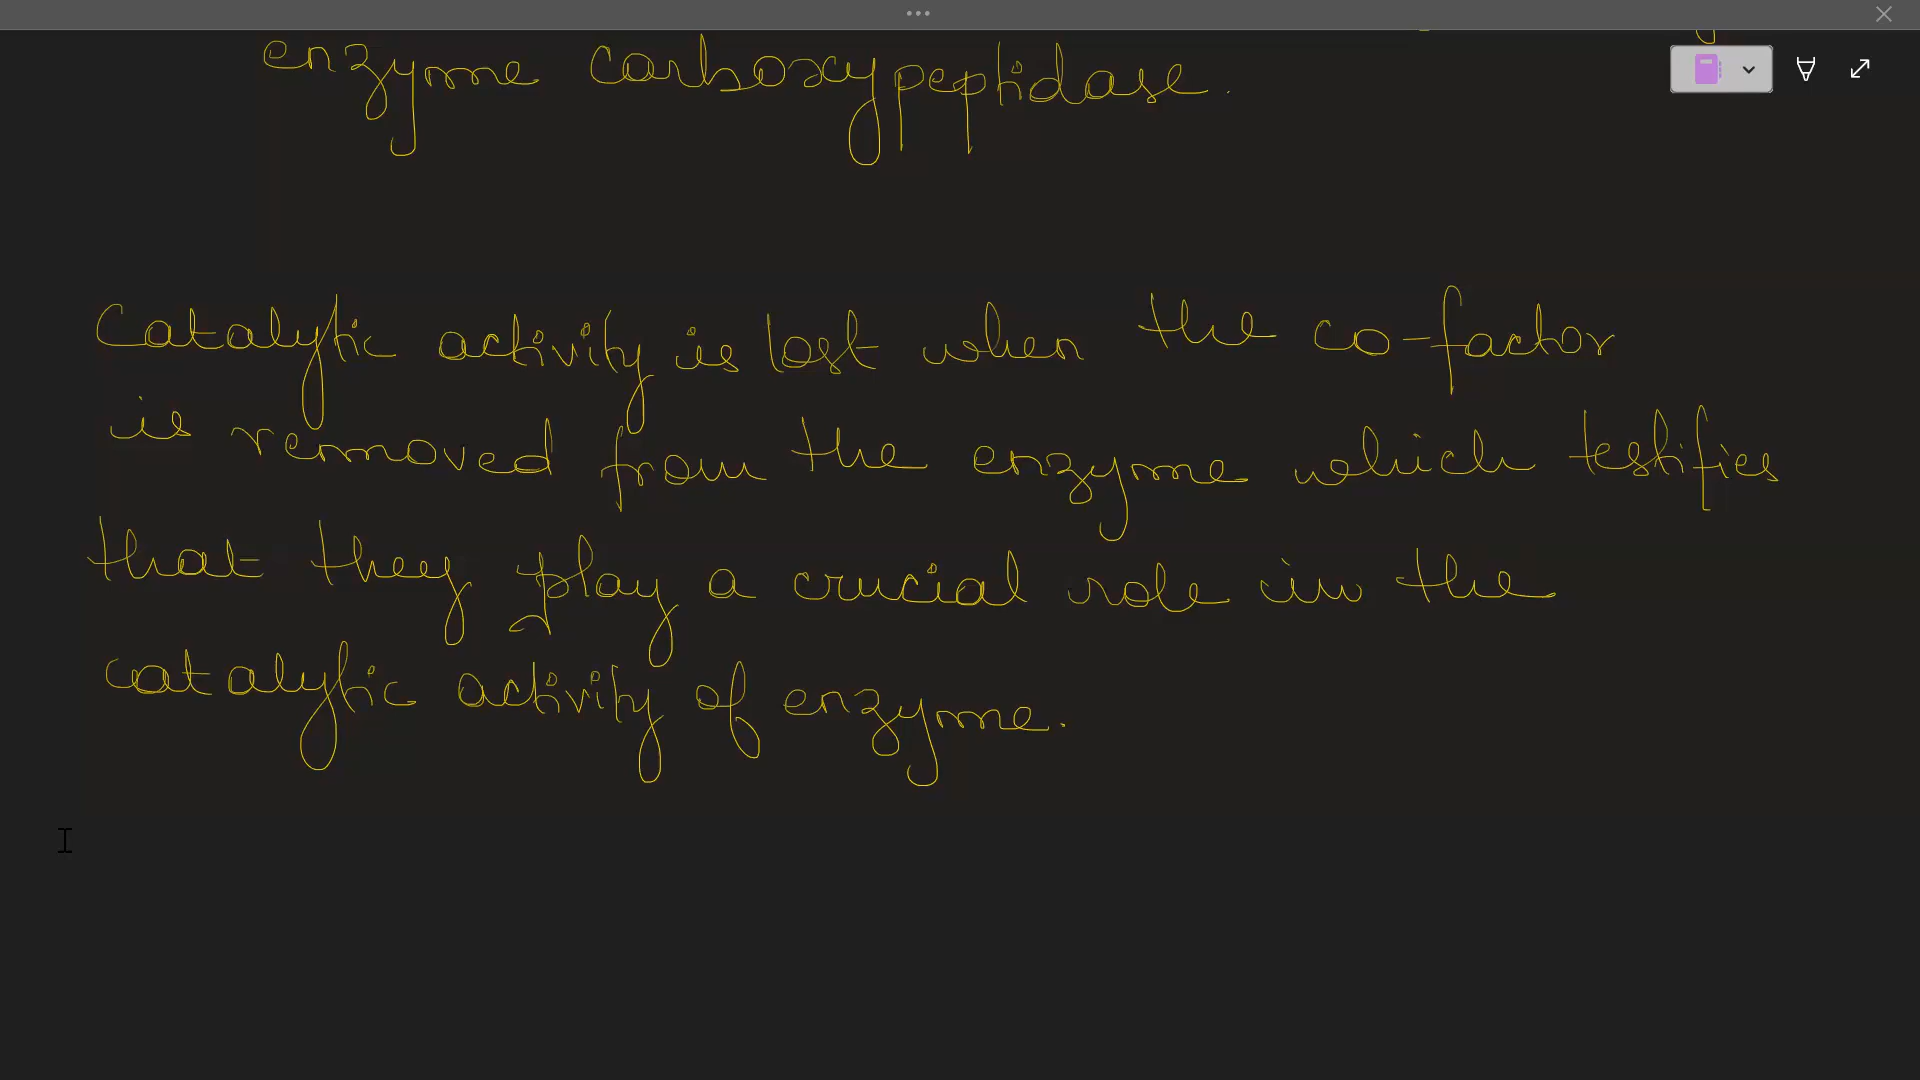 enzyme carboxypeptidase.
Catalytic activity is lost when the co-factor
is removed from the enzyme which testifies
that they play a crucial role in the
catalytic activity of enzyme.